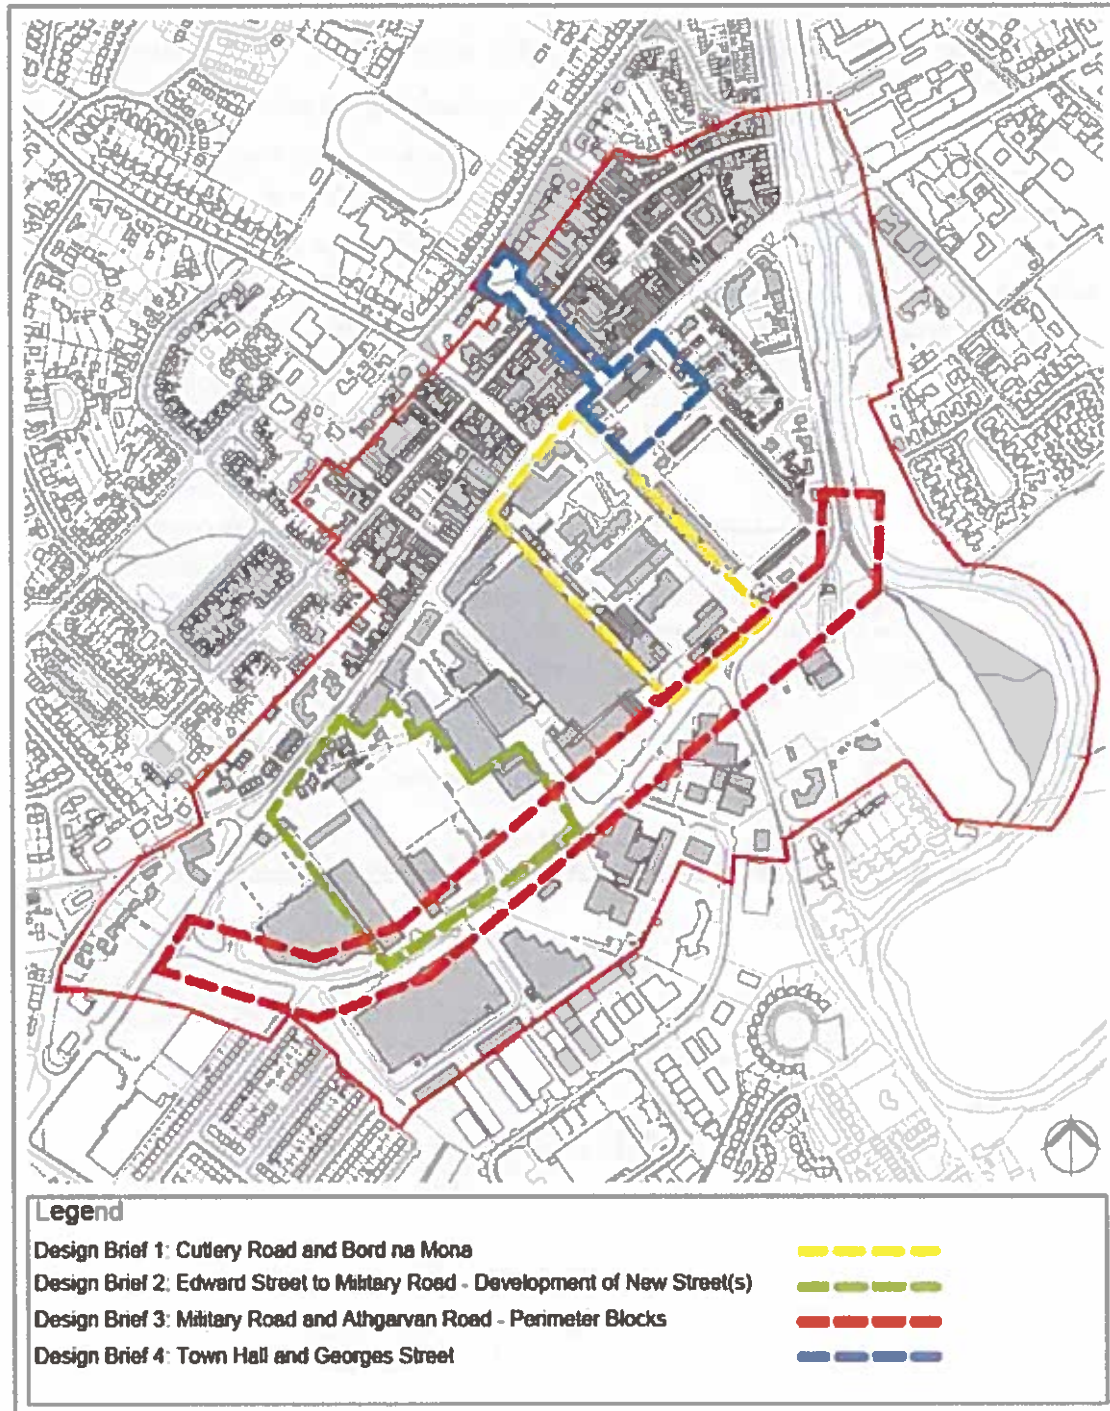 Legend
Design Brief 1: Cutlery Road and Bord na Mona
Design Brief 2: Edward Street to Military Road - Development of New Street(s)
Design Brief 3: Military Road and Athgarvan Road - Perimeter Blocks
Design Brief 4: Town Hall and Georges Street